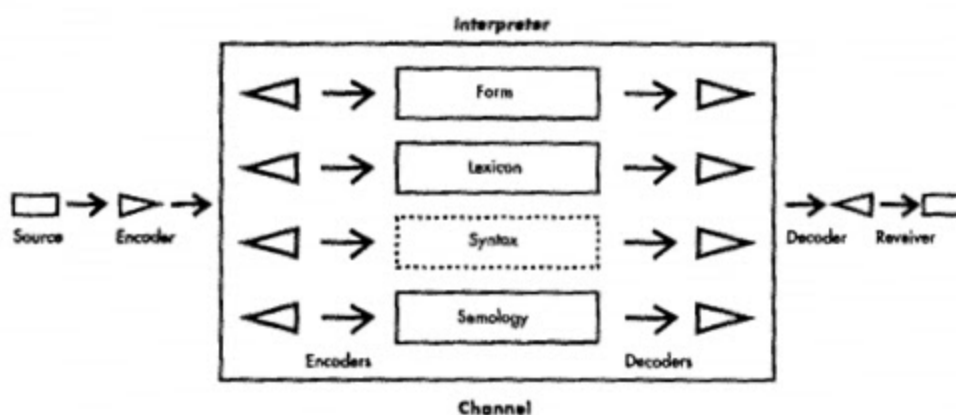 Interpreter
Form
Lexicon
Source
Encoder
Syntax
Decoder
Reveiver
Semology
Encoders
Decoders
Channel